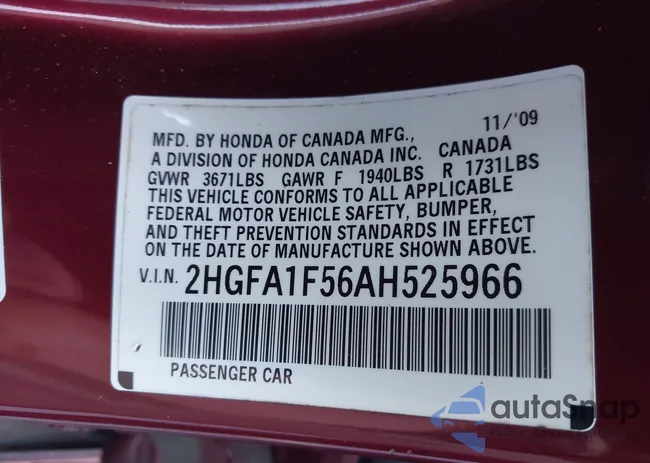 11/'09
MFD. BY HONDA OF CANADA MFG.,
A DIVISION OF HONDA CANADA INC. CANADA
GVWR 3671LBS GAWR F 1940LBS R 1731LBS
THIS VEHICLE CONFORMS TO ALL APPLICABLE
FEDERAL MOTOR VEHICLE SAFETY, BUMPER,
AND THEFT PREVENTION STANDARDS IN EFFECT
ON THE DATE OF MANUFACTURE SHOWN ABOVE.
V.I.N. 2HGFA1F56AH525966
PASSENGER CAR
autaSnap